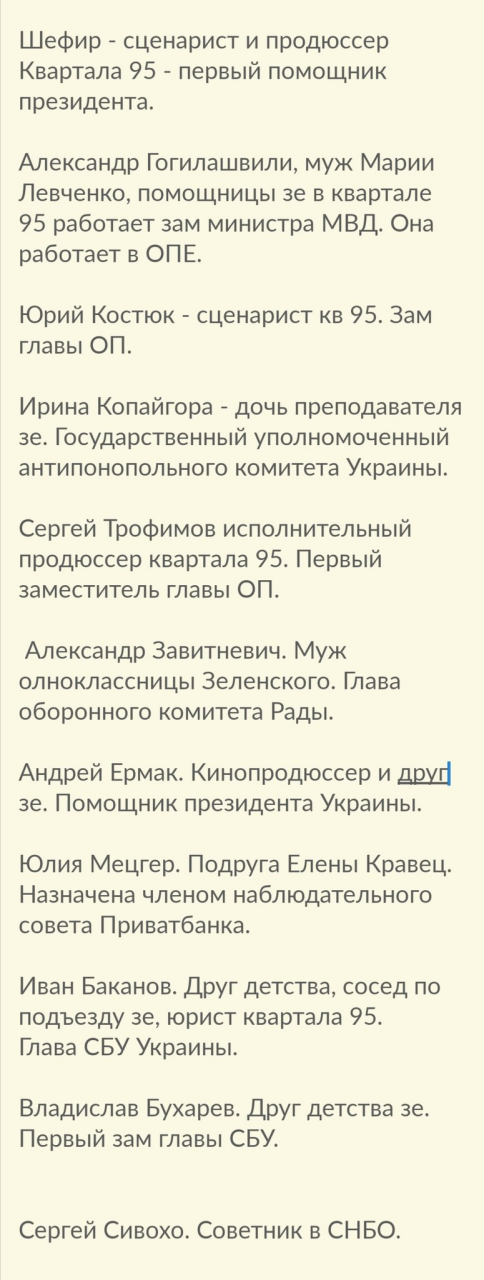 Шефир - сценарист и продюссер
Квартала 95 - первый помощник
президента.
Александр Гогилашвили, муж Марии
Левченко, помощницы зе в квартале
95 работает зам министра МВД. Она
работает в ОПЕ.
Юрий Костюк - сценарист кв 95. Зам
главы ОП.
Ирина Копайгора - дочь преподавателя
зе. Государственный уполномоченный
антипонопольного комитета Украины.
Сергей Трофимов исполнительный
продюссер квартала 95. Первый
заместитель главы ОП.
Александр Завитневич. Муж
олноклассницы Зеленского. Глава
оборонного комитета Рады.
Андрей Ермак. Кинопродюссер и друг
зе. Помощник президента Украины.
Юлия Мецгер. Подруга Елены Кравец.
Назначена членом наблюдательного
совета Приватбанка.
Иван Баканов. Друг детства, сосед по
подъезду зе, юрист квартала 95.
Глава СБУ Украины.
Владислав Бухарев. Друг детства зе.
Первый зам главы СБУ.
Сергей Сивохо. Советник в СНБО.